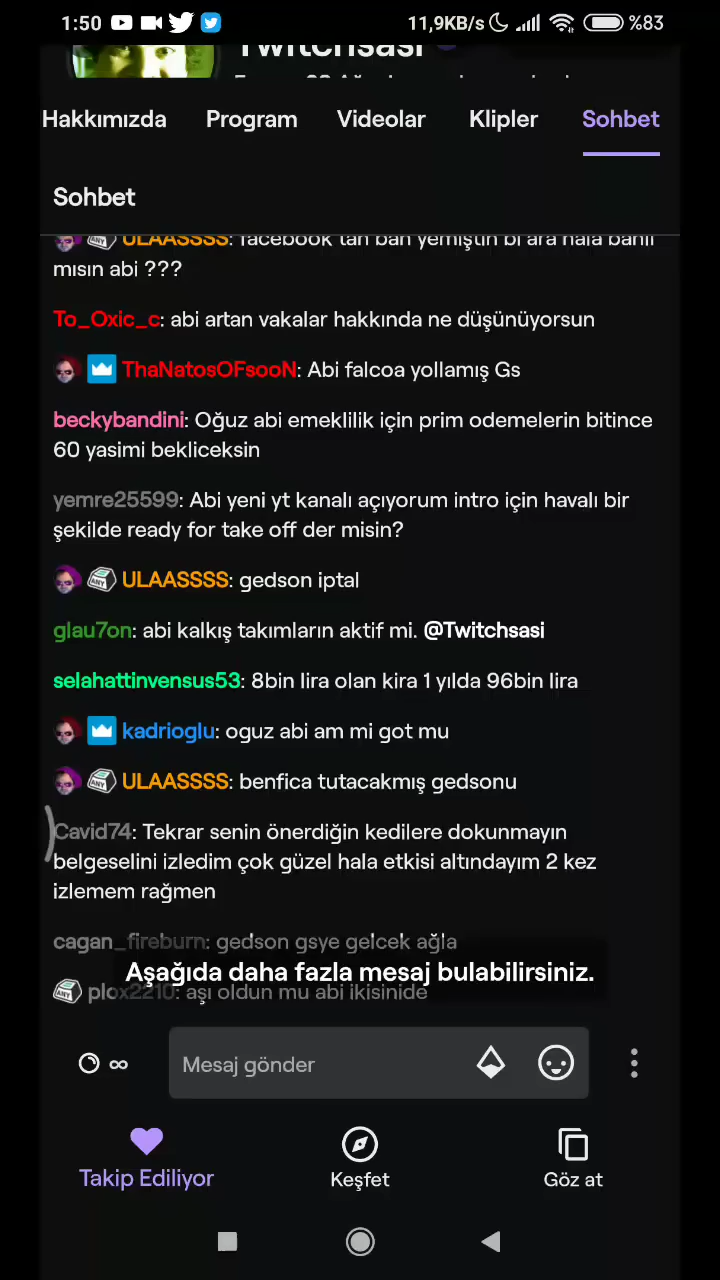 1:50 11,9KB/s %83
Twitchsasi
Hakkımızda Program Videolar Klipler Sohbet
Sohbet
ANY ULAASSSS: facebook tan ban yemiştin bi ara hala banlı
mısın abi ???
To_Oxic_c: abi artan vakalar hakkında ne düşünüyorsun
ThaNatosOFsooN: Abi falcoa yollamış Gs
beckybandini: Oğuz abi emeklilik için prim odemelerin bitince
60 yasimi bekliceksin
yemre25599: Abi yeni yt kanalı açıyorum intro için havalı bir
şekilde ready for take off der misin?
ANY ULAASSSS: gedson iptal
glau7on: abi kalkış takımların aktif mi. @Twitchsasi
selahattinvensus53: 8bin lira olan kira 1 yılda 96bin lira
kadrioglu: oguz abi am mi got mu
ANY ULAASSSS: benfica tutacakmış gedsonu
Cavid74: Tekrar senin önerdiğin kedilere dokunmayın
belgeselini izledim çok güzel hala etkisi altındayım 2 kez
izlemem rağmen
cagan_fireburn: gedson gsye gelcek ağla
Aşağıda daha fazla mesaj bulabilirsiniz.
ANY plox2210: aşı oldun mu abi ikisinide
∞ Mesaj gönder
Takip Ediliyor Keşfet Göz at